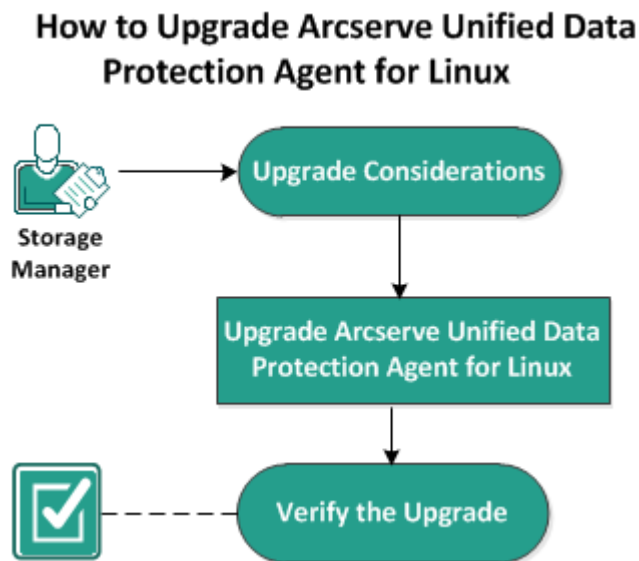 How to Upgrade Arcserve Unified Data
Protection Agent for Linux
Upgrade Considerations
Storage
Manager
Upgrade Arcserve Unified Data
Protection Agent for Linux
Verify the Upgrade